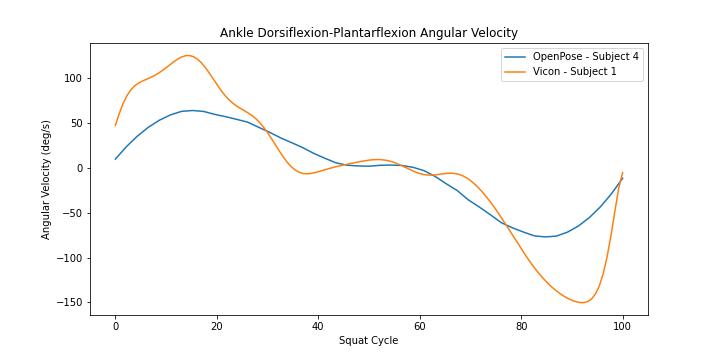 Ankle Dorsiflexion-Plantarflexion Angular Velocity
OpenPose - Subject 4
Vicon - Subject 1
Angular Velocity (deg/s)
100
50
0
−50
−100
−150
0 20 40 60 80 100
Squat Cycle